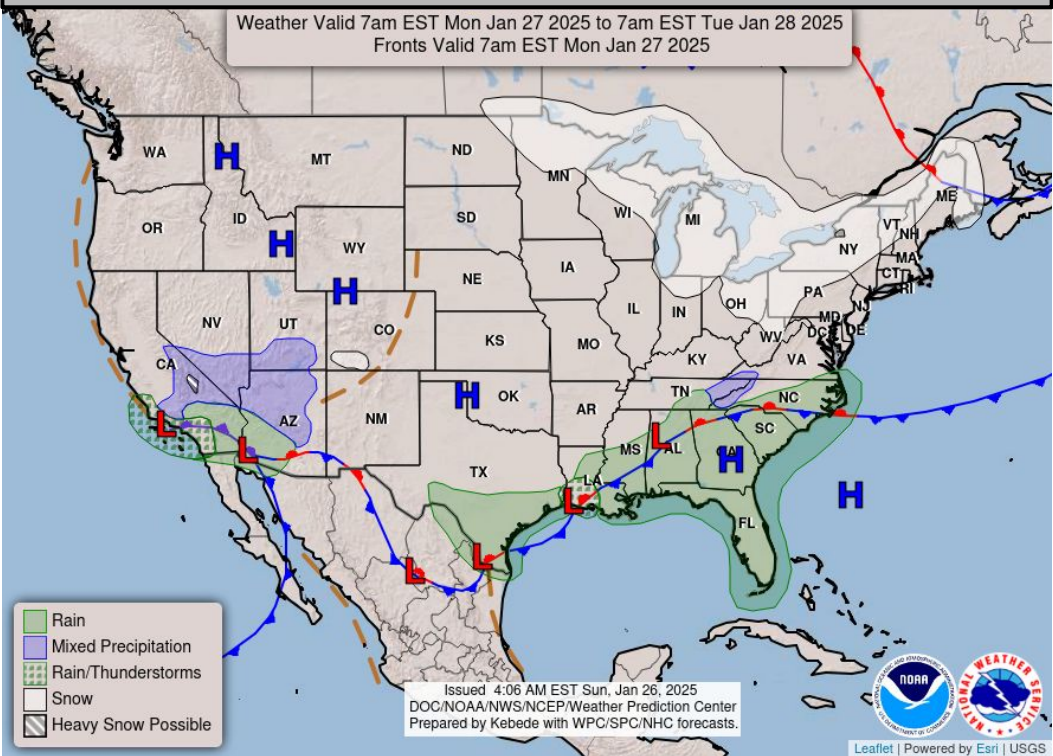 Weather Valid 7am EST Mon Jan 27 2025 to 7am EST Tue Jan 28 2025
Fronts Valid 7am EST Mon Jan 27 2025
WA
H
MT
ND
MN
ME
OR
ID
H
WY
SD
WI
MI
VT
NH
NY
MA
CT
RI
H
NE
IA
PA
NJ
NV
UT
CO
IL
IN
OH
MD
DE
DC
WV
CA
KS
MO
KY
VA
AZ
NM
H
OK
AR
TN
NC
L
L
TX
MS
L
AL
GA
H
SC
LA
L
H
FL
L
L
Rain
Mixed Precipitation
Rain/Thunderstorms
Snow
Heavy Snow Possible
Issued 4:06 AM EST Sun, Jan 26, 2025
DOC/NOAA/NWS/NCEP/Weather Prediction Center
Prepared by Kebede with WPC/SPC/NHC forecasts.
NOAA
NATIONAL WEATHER SERVICE
Leaflet | Powered by Esri | USGS